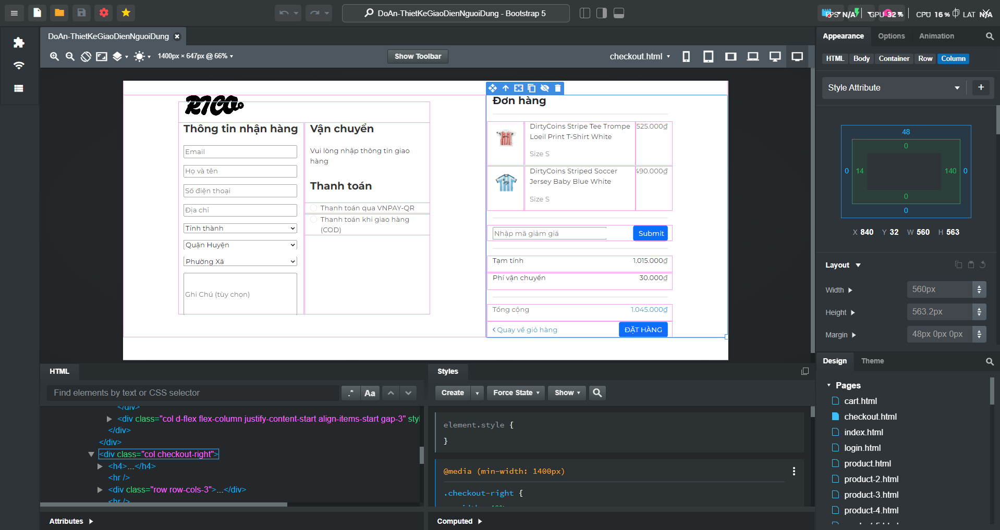 DoAn-ThietKeGiaoDienNguoiDung - Bootstrap 5
FPS N/A GPU 32 % CPU 16 % LAT N/A
DoAn-ThietKeGiaoDienNguoiDung
1400px × 647px @ 66%
Show Toolbar
checkout.html
RICO
Thông tin nhận hàng
Email
Họ và tên
Số điện thoại
Địa chỉ
Tỉnh thành
Quận Huyện
Phường Xã
Ghi Chú (tùy chọn)
Vận chuyển
Vui lòng nhập thông tin giao
hàng
Thanh toán
Thanh toán qua VNPAY-QR
Thanh toán khi giao hàng
(COD)
Đơn hàng
DirtyCoins Stripe Tee Trompe 525.000₫
Loeil Print T-Shirt White
Size S
DirtyCoins Striped Soccer 490.000₫
Jersey Baby Blue White
Size S
Nhập mã giảm giá Submit
Tạm tính 1.015.000₫
Phí vận chuyển 30.000₫
Tổng cộng 1.045.000₫
Quay về giỏ hàng ĐẶT HÀNG
Appearance Options Animation
HTML Body Container Row Column
Style Attribute
48
0
0 14 140 0
0
0
X 840 Y 32 W 560 H 563
Layout
Width 560px
Height 563.2px
Margin 48px 0px 0px
Design Theme
Pages
cart.html
checkout.html
index.html
login.html
product.html
product-2.html
product-3.html
product-4.html
HTML
Find elements by text or CSS selector
.* Aa
</div>
<div class="col d-flex flex-column justify-content-start align-items-start gap-3" styl
</div>
</div>
<div class="col checkout-right">
<h4>...</h4>
<hr />
<div class="row row-cols-3">...</div>
<hr />
Attributes
Styles
Create Force State Show
element.style {
}
@media (min-width: 1400px)
.checkout-right {
Computed